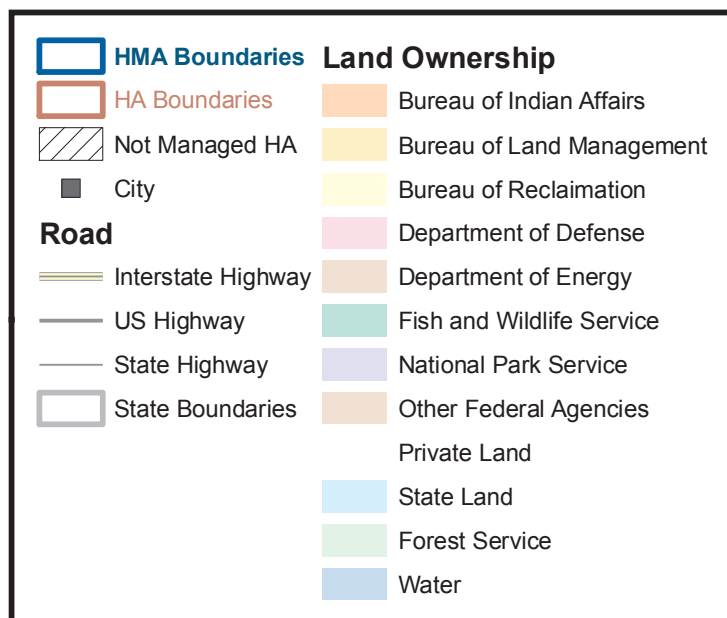 HMA Boundaries
HA Boundaries
Not Managed HA
City
Road
Interstate Highway
US Highway
State Highway
State Boundaries
Land Ownership
Bureau of Indian Affairs
Bureau of Land Management
Bureau of Reclamation
Department of Defense
Department of Energy
Fish and Wildlife Service
National Park Service
Other Federal Agencies
Private Land
State Land
Forest Service
Water